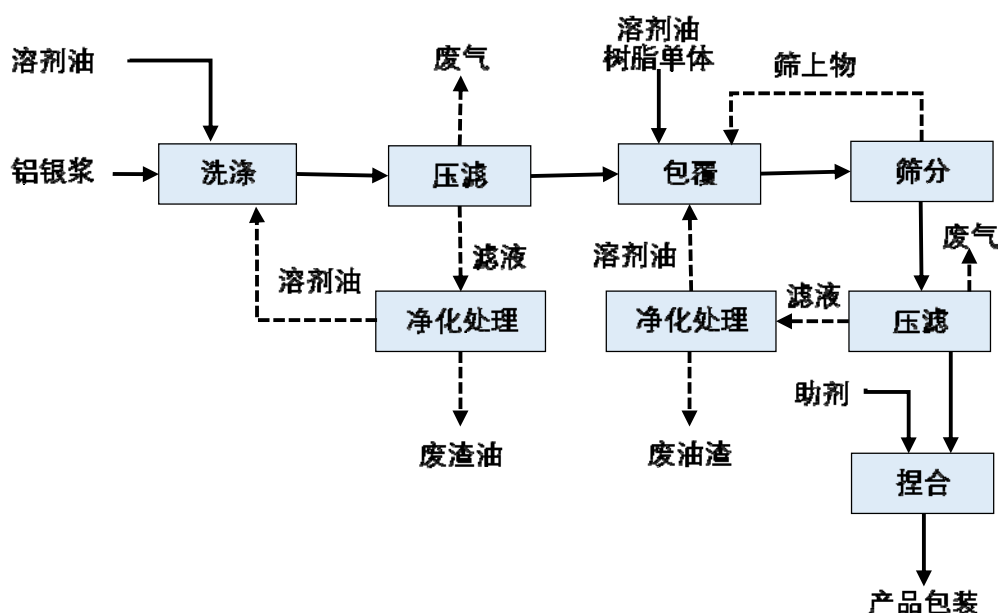 溶剂油
废气
溶剂油
树脂单体
筛上物
铝银浆
洗涤
压滤
包覆
筛分
溶剂油
滤液
溶剂油
滤液
废气
净化处理
净化处理
压滤
助剂
废渣油
废油渣
捏合
产品包装